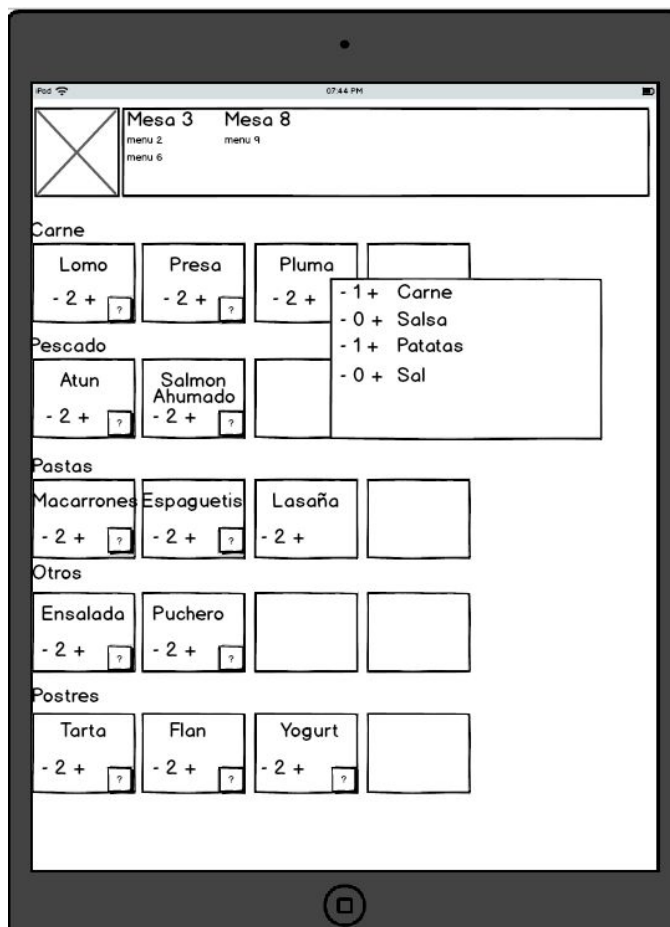 iPod 07:44 PM
Mesa 3 Mesa 8
menu 2 menu 9
menu 6
Carne
Lomo Presa Pluma
- 2 + ? - 2 + ? - 2 +
- 1 + Carne
- 0 + Salsa
- 1 + Patatas
- 0 + Sal
Pescado
Atun Salmon
Ahumado
- 2 + ? - 2 + ?
Pastas
Macarrones Espaguetis Lasaña
- 2 + ? - 2 + ? - 2 +
Otros
Ensalada Puchero
- 2 + ? - 2 + ?
Postres
Tarta Flan Yogurt
- 2 + ? - 2 + ? - 2 + ?